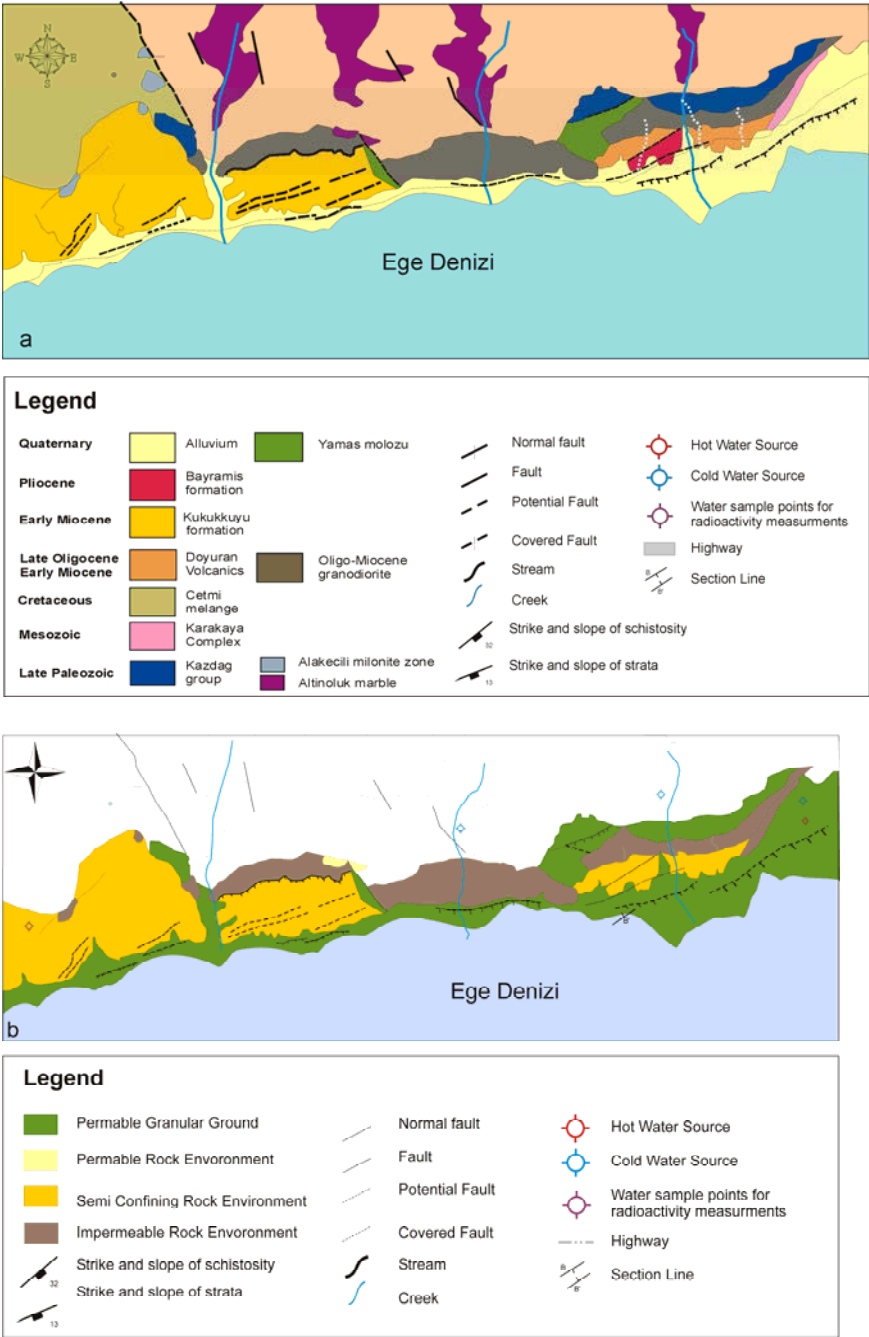 N
W E
S
Ege Denizi
a
Legend
Quaternary Alluvium Yamas molozu
Pliocene Bayramis formation
Early Miocene Kukukkuyu formation
Late Oligocene Early Miocene Doyuran Volcanics Oligo-Miocene granodiorite
Cretaceous Cetmi melange
Mesozoic Karakaya Complex
Late Paleozoic Kazdag group Alakecili milonite zone
Altinoluk marble
Normal fault
Fault
Potential Fault
Covered Fault
Stream
Creek
Strike and slope of schistosity
32
Strike and slope of strata
13
Hot Water Source
Cold Water Source
Water sample points for
radioactivity measurments
Highway
B
Section Line
B'
B'
Ege Denizi
b
Legend
Permable Granular Ground
Permable Rock Envoronment
Semi Confining Rock Environment
Impermeable Rock Envoronment
Strike and slope of schistosity
32
Strike and slope of strata
13
Normal fault
Fault
Potential Fault
Covered Fault
Stream
Creek
Hot Water Source
Cold Water Source
Water sample points for
radioactivity measurments
Highway
B
Section Line
B'